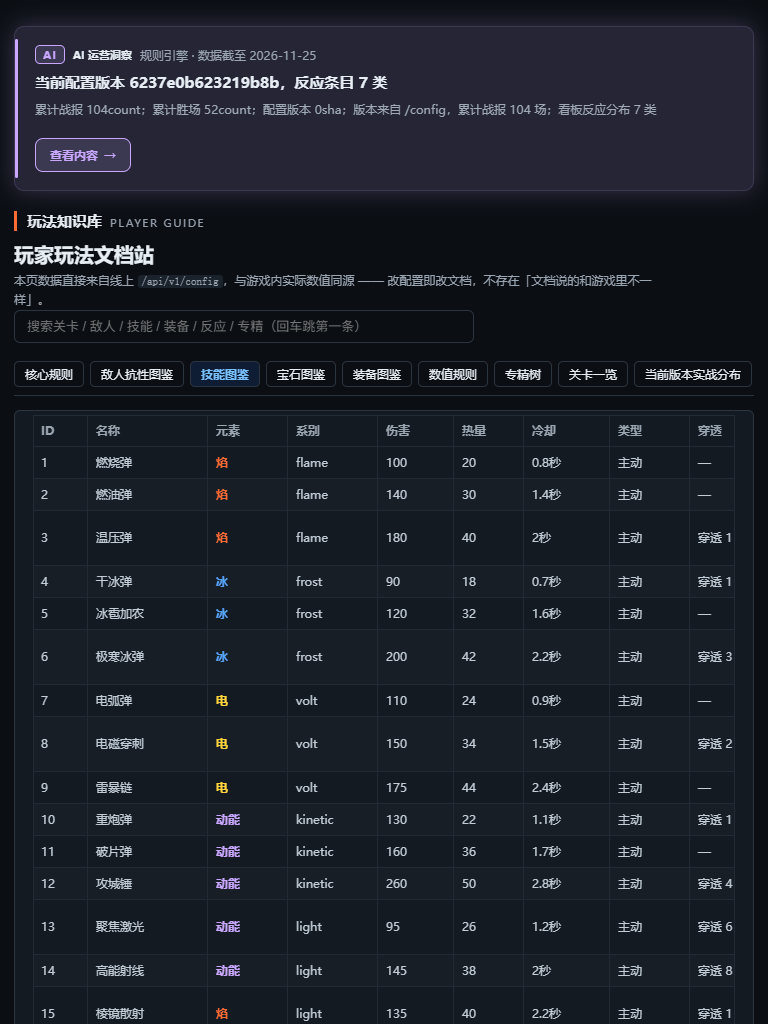 AI AI 运营洞察 规则引擎 · 数据截至 2026-11-25
当前配置版本 6237e0b623219b8b，反应条目 7 类
累计战报 104count；累计胜场 52count；配置版本 0sha；版本来自 /config，累计战报 104 场；看板反应分布 7 类
查看内容 →
玩法知识库 PLAYER GUIDE
玩家玩法文档站
本页数据直接来自线上 /api/v1/config，与游戏内实际数值同源 —— 改配置即改文档，不存在「文档说的和游戏里不一
样」。
搜索关卡 / 敌人 / 技能 / 装备 / 反应 / 专精（回车跳第一条）
核心规则 敌人抗性图鉴 技能图鉴 宝石图鉴 装备图鉴 数值规则 专精树 关卡一览 当前版本实战分布
ID 名称 元素 系别 伤害 热量 冷却 类型 穿透
1 燃烧弹 焰 flame 100 20 0.8秒 主动 —
2 燃油弹 焰 flame 140 30 1.4秒 主动 —
3 温压弹 焰 flame 180 40 2秒 主动 穿透 1
4 干冰弹 冰 frost 90 18 0.7秒 主动 穿透 1
5 冰雹加农 冰 frost 120 32 1.6秒 主动 —
6 极寒冰弹 冰 frost 200 42 2.2秒 主动 穿透 3
7 电弧弹 电 volt 110 24 0.9秒 主动 —
8 电磁穿刺 电 volt 150 34 1.5秒 主动 穿透 2
9 雷暴链 电 volt 175 44 2.4秒 主动 —
10 重炮弹 动能 kinetic 130 22 1.1秒 主动 穿透 1
11 破片弹 动能 kinetic 160 36 1.7秒 主动 —
12 攻城锤 动能 kinetic 260 50 2.8秒 主动 穿透 4
13 聚焦激光 动能 light 95 26 1.2秒 主动 穿透 6
14 高能射线 动能 light 145 38 2秒 主动 穿透 8
15 棱镜散射 焰 light 135 40 2.2秒 主动 穿透 1